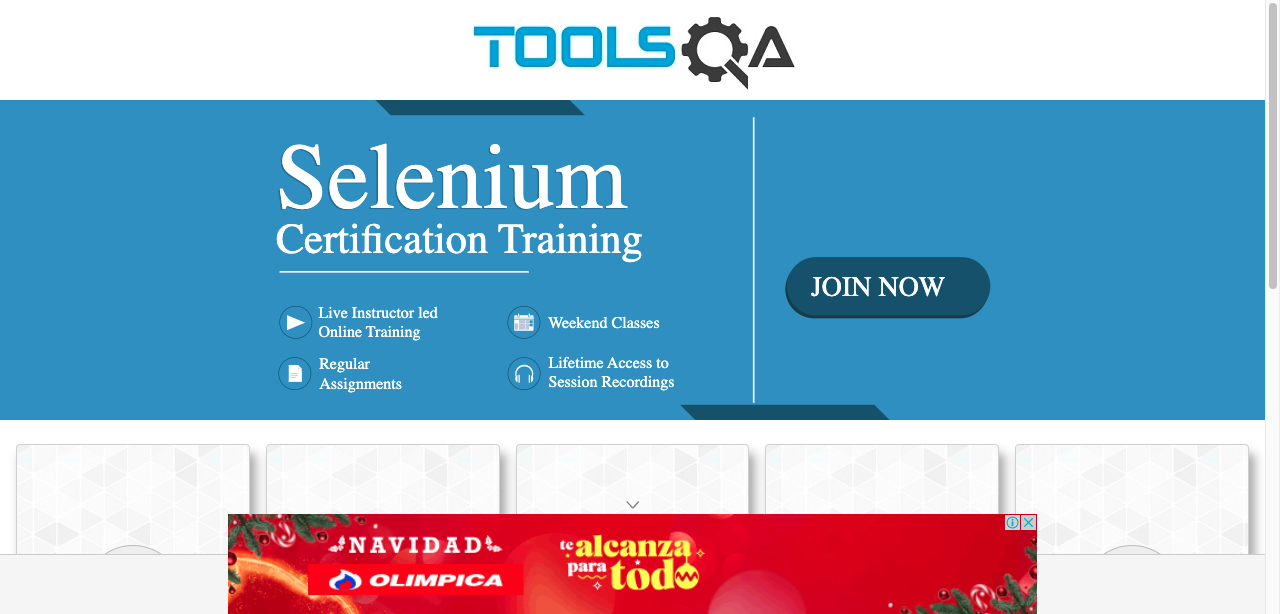 TOOLSQA
Selenium
Certification Training
Live Instructor led
Online Training
Weekend Classes
Regular
Assignments
Lifetime Access to
Session Recordings
JOIN NOW
NAVIDAD
OLIMPICA
te alcanza
para todo